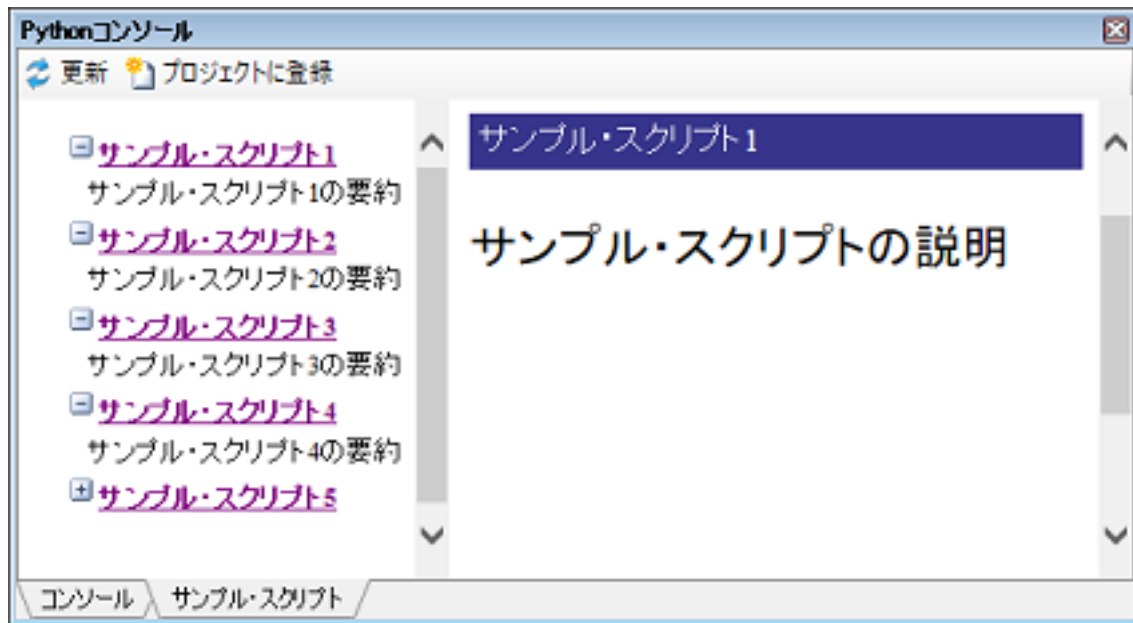 Pythonコンソール
更新 プロジェクトに登録
サンプル・スクリプト1
サンプル・スクリプト1の要約
サンプル・スクリプト2
サンプル・スクリプト2の要約
サンプル・スクリプト3
サンプル・スクリプト3の要約
サンプル・スクリプト4
サンプル・スクリプト4の要約
サンプル・スクリプト5
サンプル・スクリプト1
サンプル・スクリプトの説明
コンソール サンプル・スクリプト